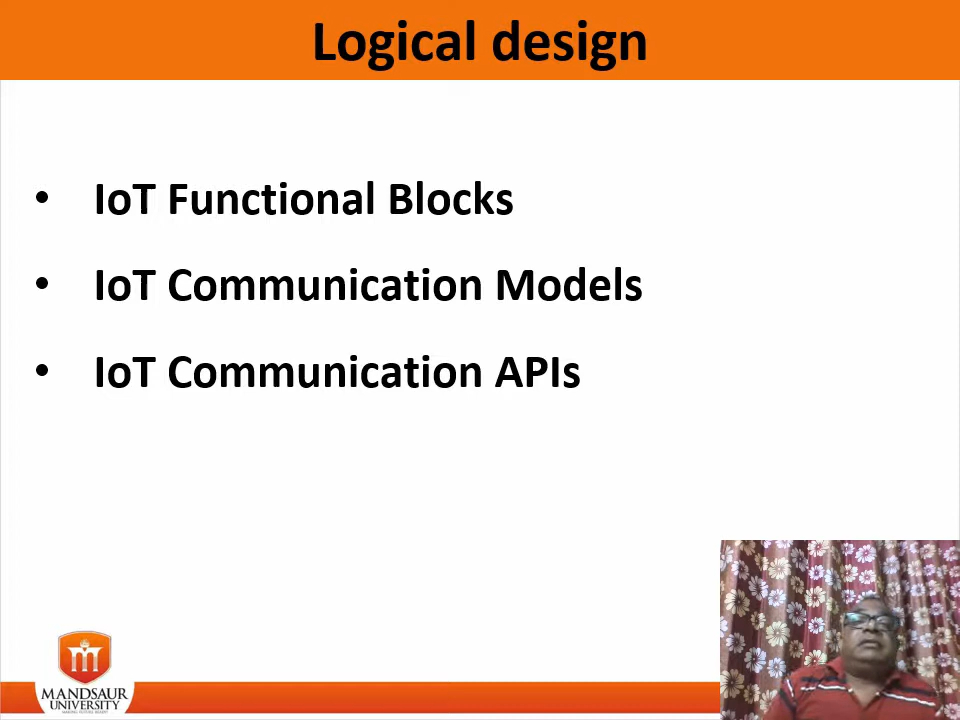 Logical design
• IoT Functional Blocks
• IoT Communication Models
• IoT Communication APIs
MANDSAUR
UNIVERSITY